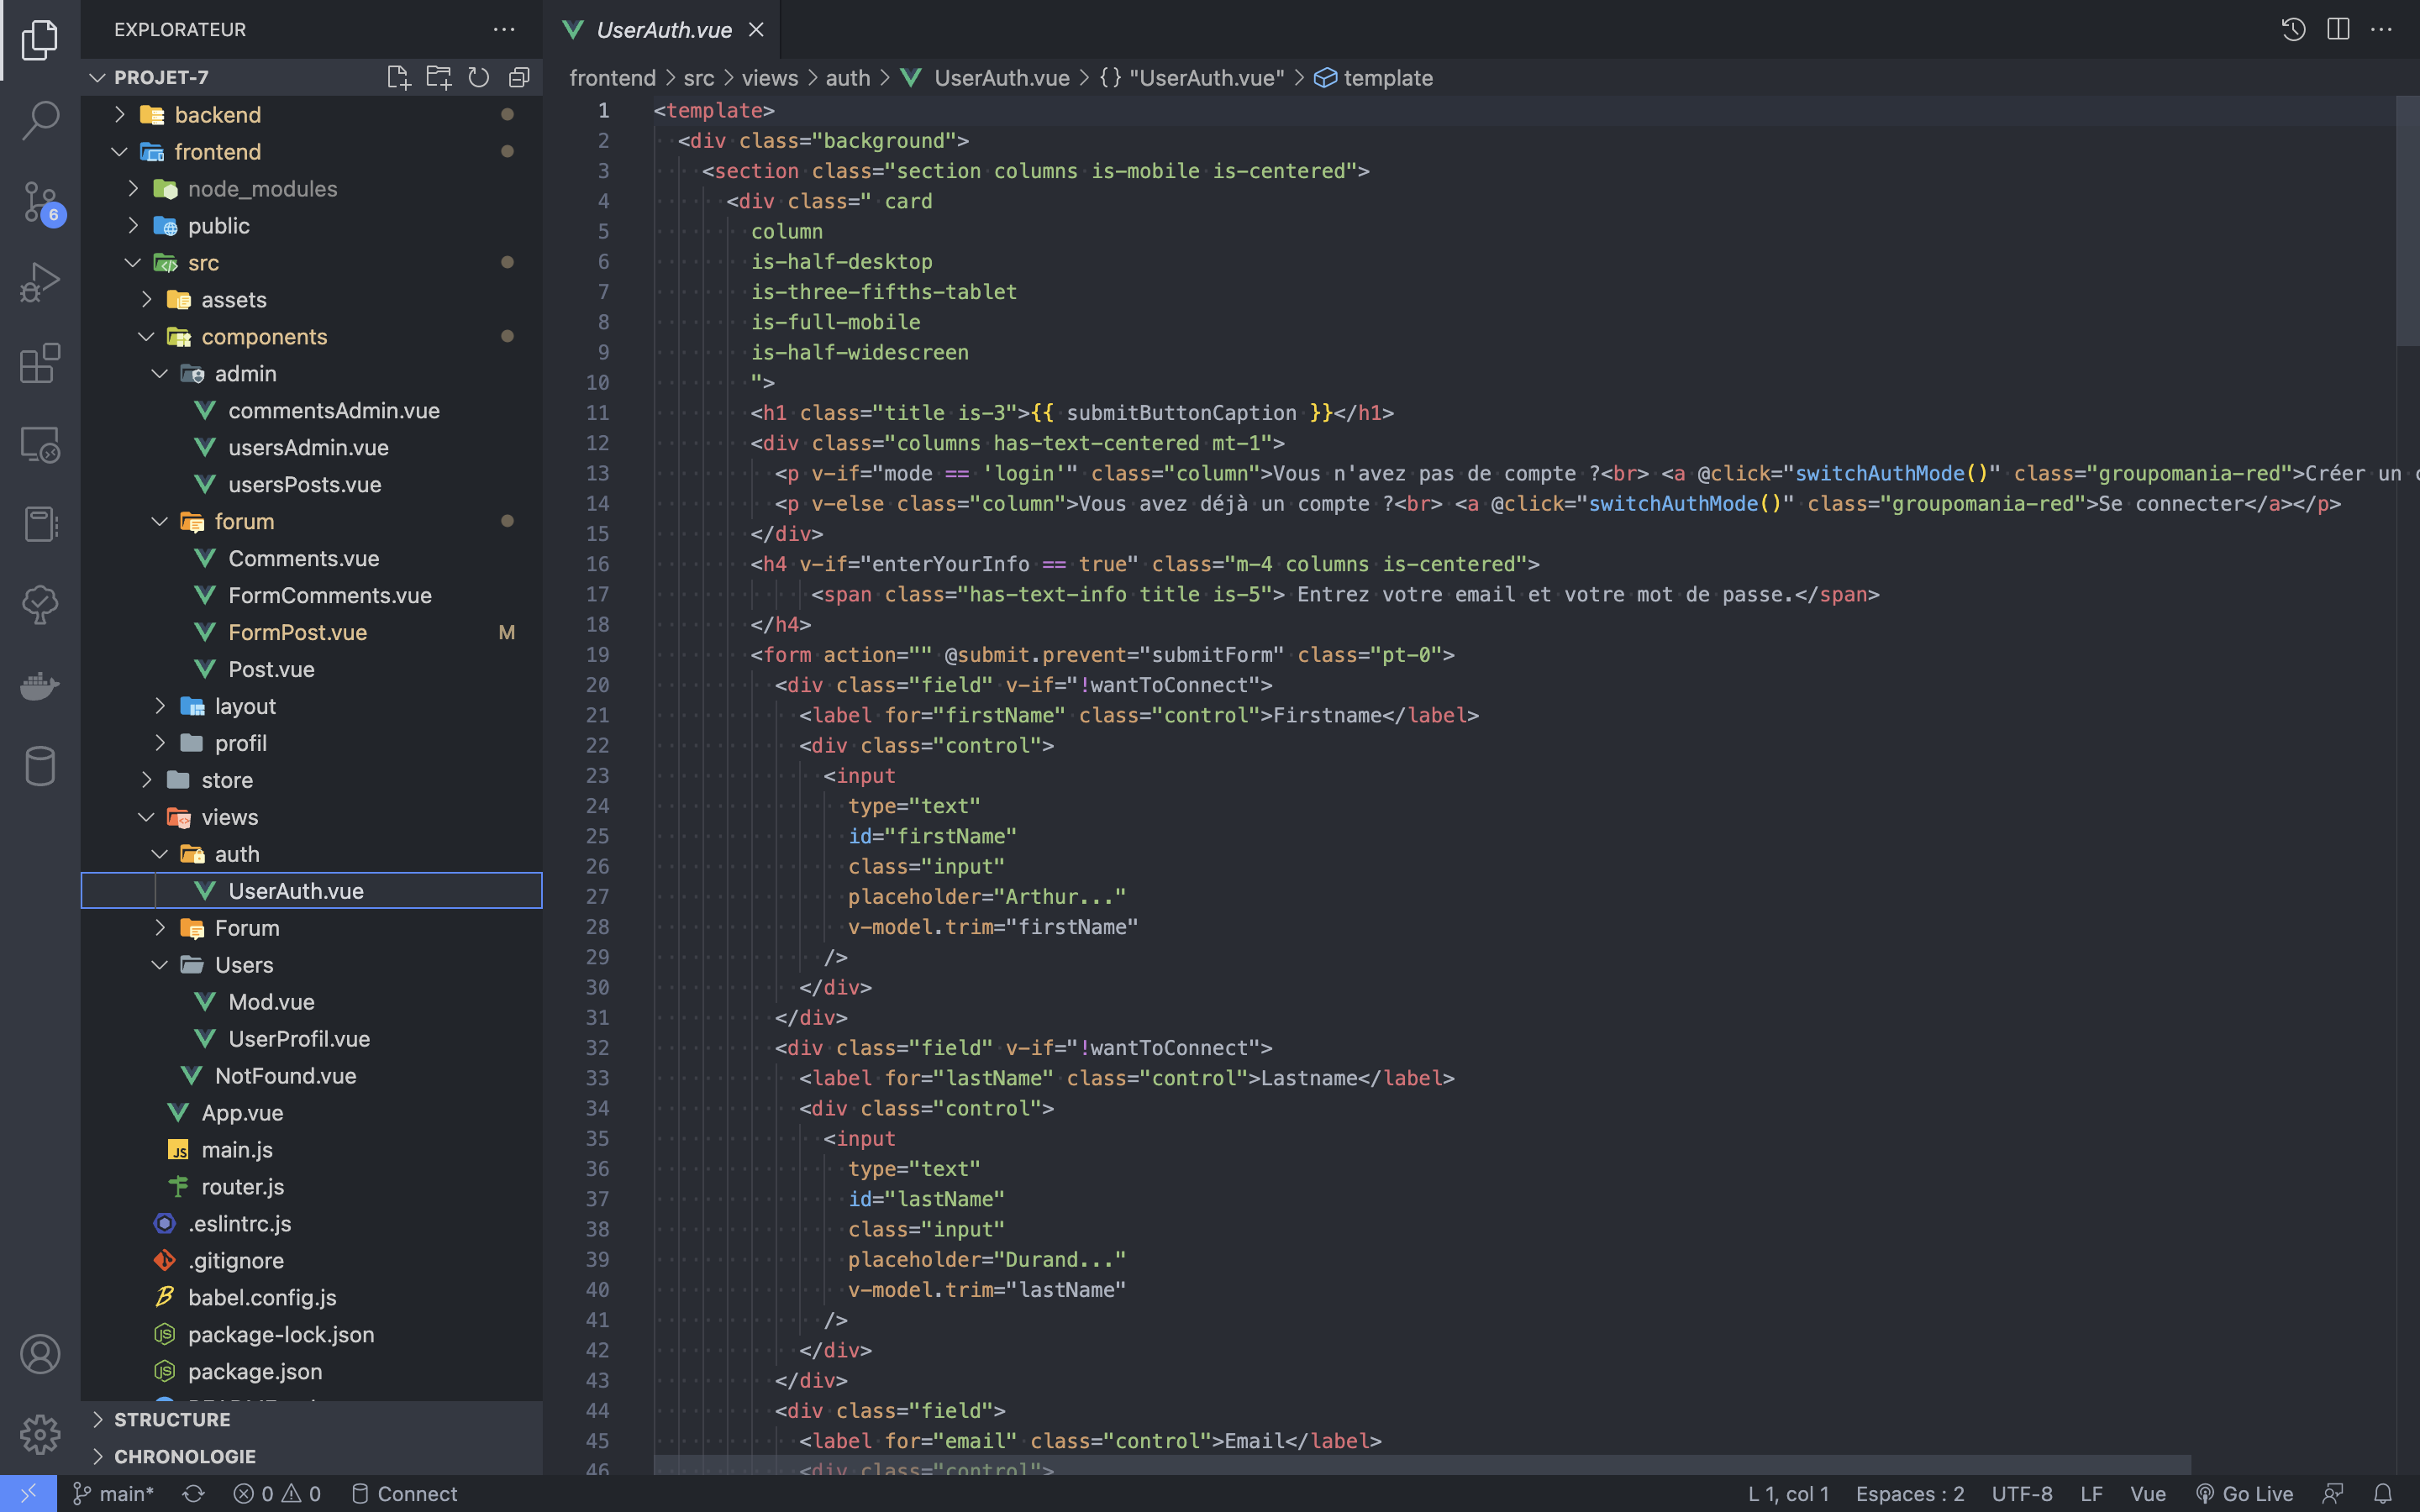 EXPLORATEUR
PROJET-7
backend
frontend
node_modules
public
src
assets
components
admin
commentsAdmin.vue
usersAdmin.vue
usersPosts.vue
forum
Comments.vue
FormComments.vue
FormPost.vue M
Post.vue
layout
profil
store
views
auth
UserAuth.vue
Forum
Users
Mod.vue
UserProfil.vue
NotFound.vue
App.vue
main.js
router.js
.eslintrc.js
.gitignore
babel.config.js
package-lock.json
package.json
STRUCTURE
CHRONOLOGIE
6
UserAuth.vue
frontend > src > views > auth > UserAuth.vue > {} "UserAuth.vue" > template
1 <template>
2 <div class="background">
3 <section class="section columns is-mobile is-centered">
4 <div class=" card
5 column
6 is-half-desktop
7 is-three-fifths-tablet
8 is-full-mobile
9 is-half-widescreen
10 ">
11 <h1 class="title is-3">{{ submitButtonCaption }}</h1>
12 <div class="columns has-text-centered mt-1">
13 <p v-if="mode == 'login'" class="column">Vous n'avez pas de compte ?<br> <a @click="switchAuthMode()" class="groupomania-red">Créer un
14 <p v-else class="column">Vous avez déjà un compte ?<br> <a @click="switchAuthMode()" class="groupomania-red">Se connecter</a></p>
15 </div>
16 <h4 v-if="enterYourInfo == true" class="m-4 columns is-centered">
17 <span class="has-text-info title is-5"> Entrez votre email et votre mot de passe.</span>
18 </h4>
19 <form action="" @submit.prevent="submitForm" class="pt-0">
20 <div class="field" v-if="!wantToConnect">
21 <label for="firstName" class="control">Firstname</label>
22 <div class="control">
23 <input
24 type="text"
25 id="firstName"
26 class="input"
27 placeholder="Arthur..."
28 v-model.trim="firstName"
29 />
30 </div>
31 </div>
32 <div class="field" v-if="!wantToConnect">
33 <label for="lastName" class="control">Lastname</label>
34 <div class="control">
35 <input
36 type="text"
37 id="lastName"
38 class="input"
39 placeholder="Durand..."
40 v-model.trim="lastName"
41 />
42 </div>
43 </div>
44 <div class="field">
45 <label for="email" class="control">Email</label>
46 <div class="control">
main* 0 0 Connect
L 1, col 1 Espaces : 2 UTF-8 LF Vue Go Live